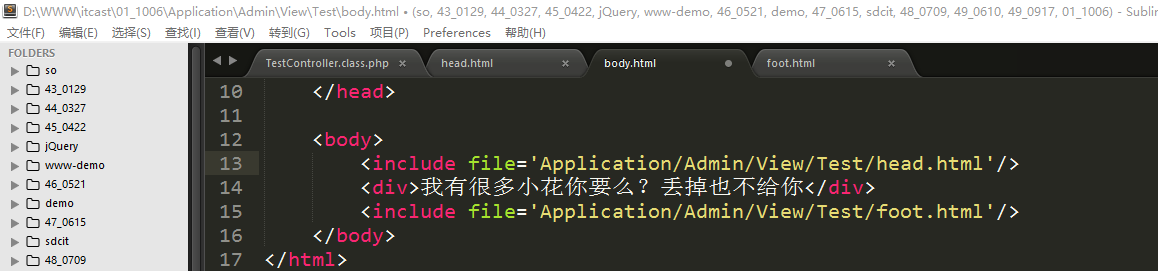 D:\WWW\itcast\01_1006\Application\Admin\View\Test\body.html • (so, 43_0129, 44_0327, 45_0422, jQuery, www-demo, 46_0521, demo, 47_0615, sdcit, 48_0709, 49_0610, 49_0917, 01_1006) - Sublim
文件(F) 编辑(E) 选择(S) 查找(I) 查看(V) 转到(G) Tools 项目(P) Preferences 帮助(H)
FOLDERS
so
43_0129
44_0327
45_0422
jQuery
www-demo
46_0521
demo
47_0615
sdcit
48_0709
TestController.class.php × head.html × body.html • foot.html ×
10 </head>
11
12 <body>
13 <include file='Application/Admin/View/Test/head.html'/>
14 <div>我有很多小花你要么？丢掉也不给你</div>
15 <include file='Application/Admin/View/Test/foot.html'/>
16 </body>
17 </html>